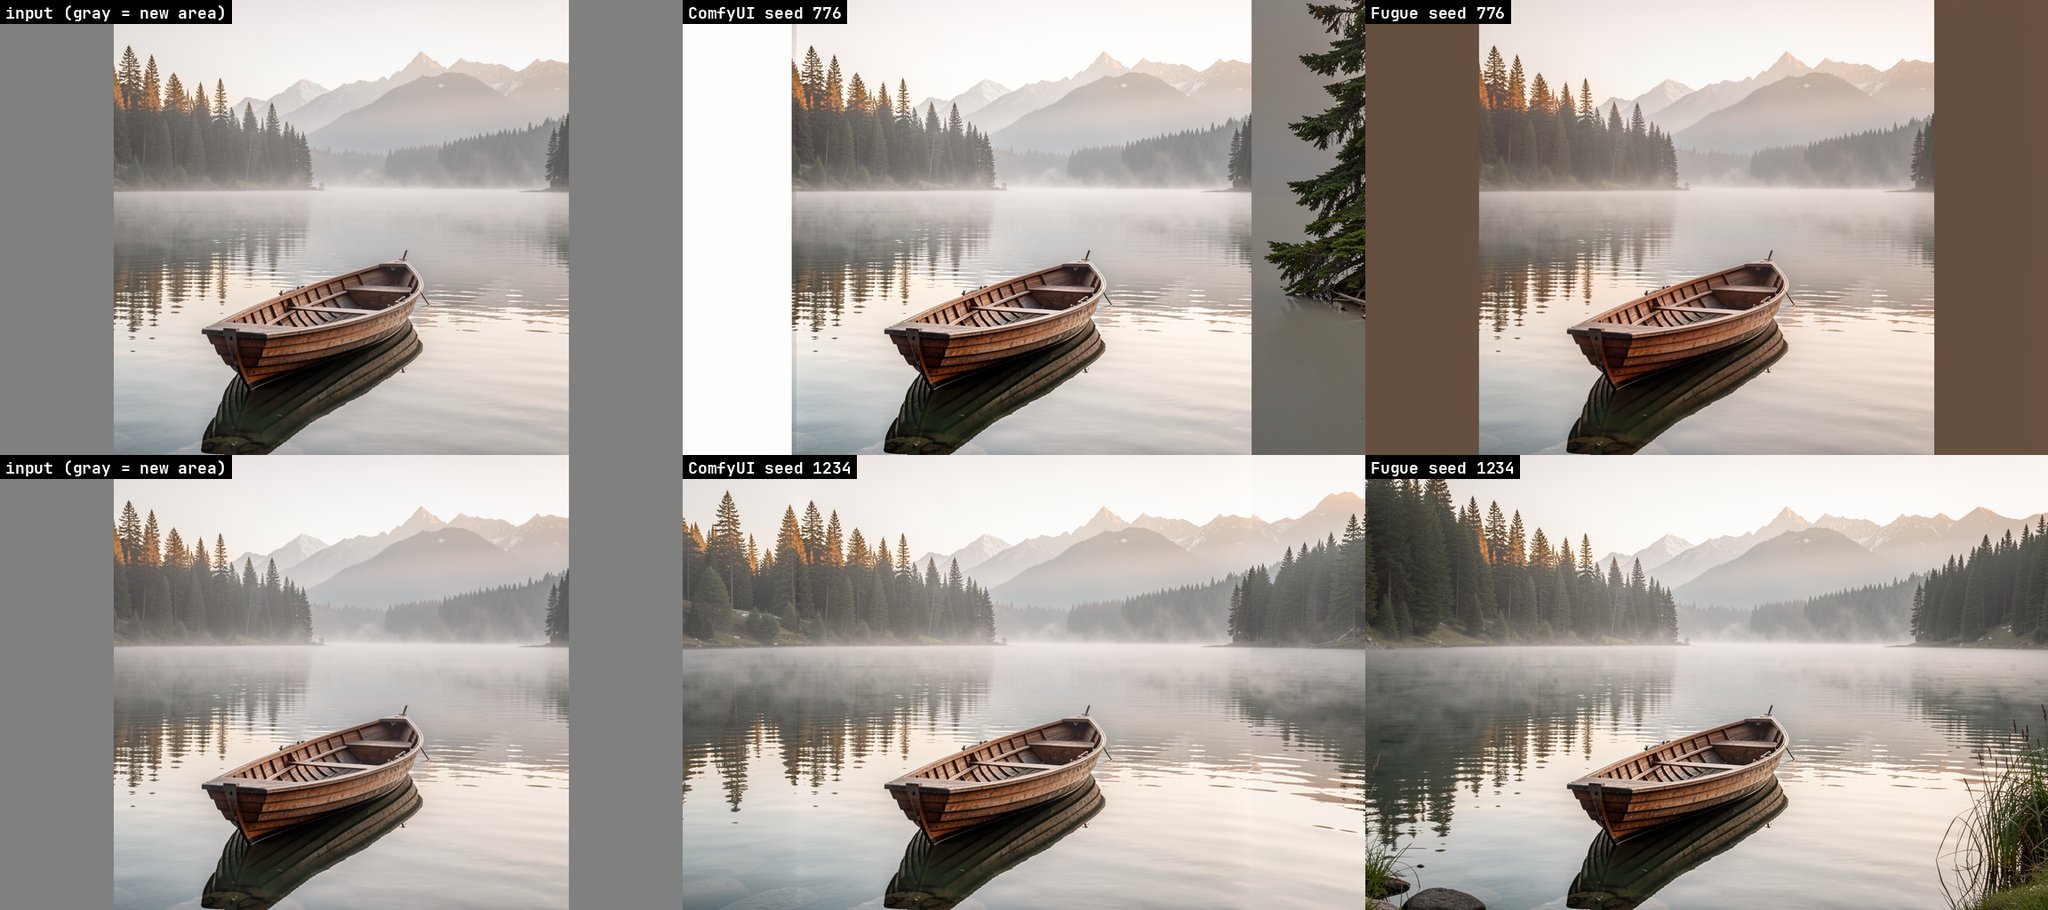 input (gray = new area)
ComfyUI seed 776
Fugue seed 776
input (gray = new area)
ComfyUI seed 1234
Fugue seed 1234